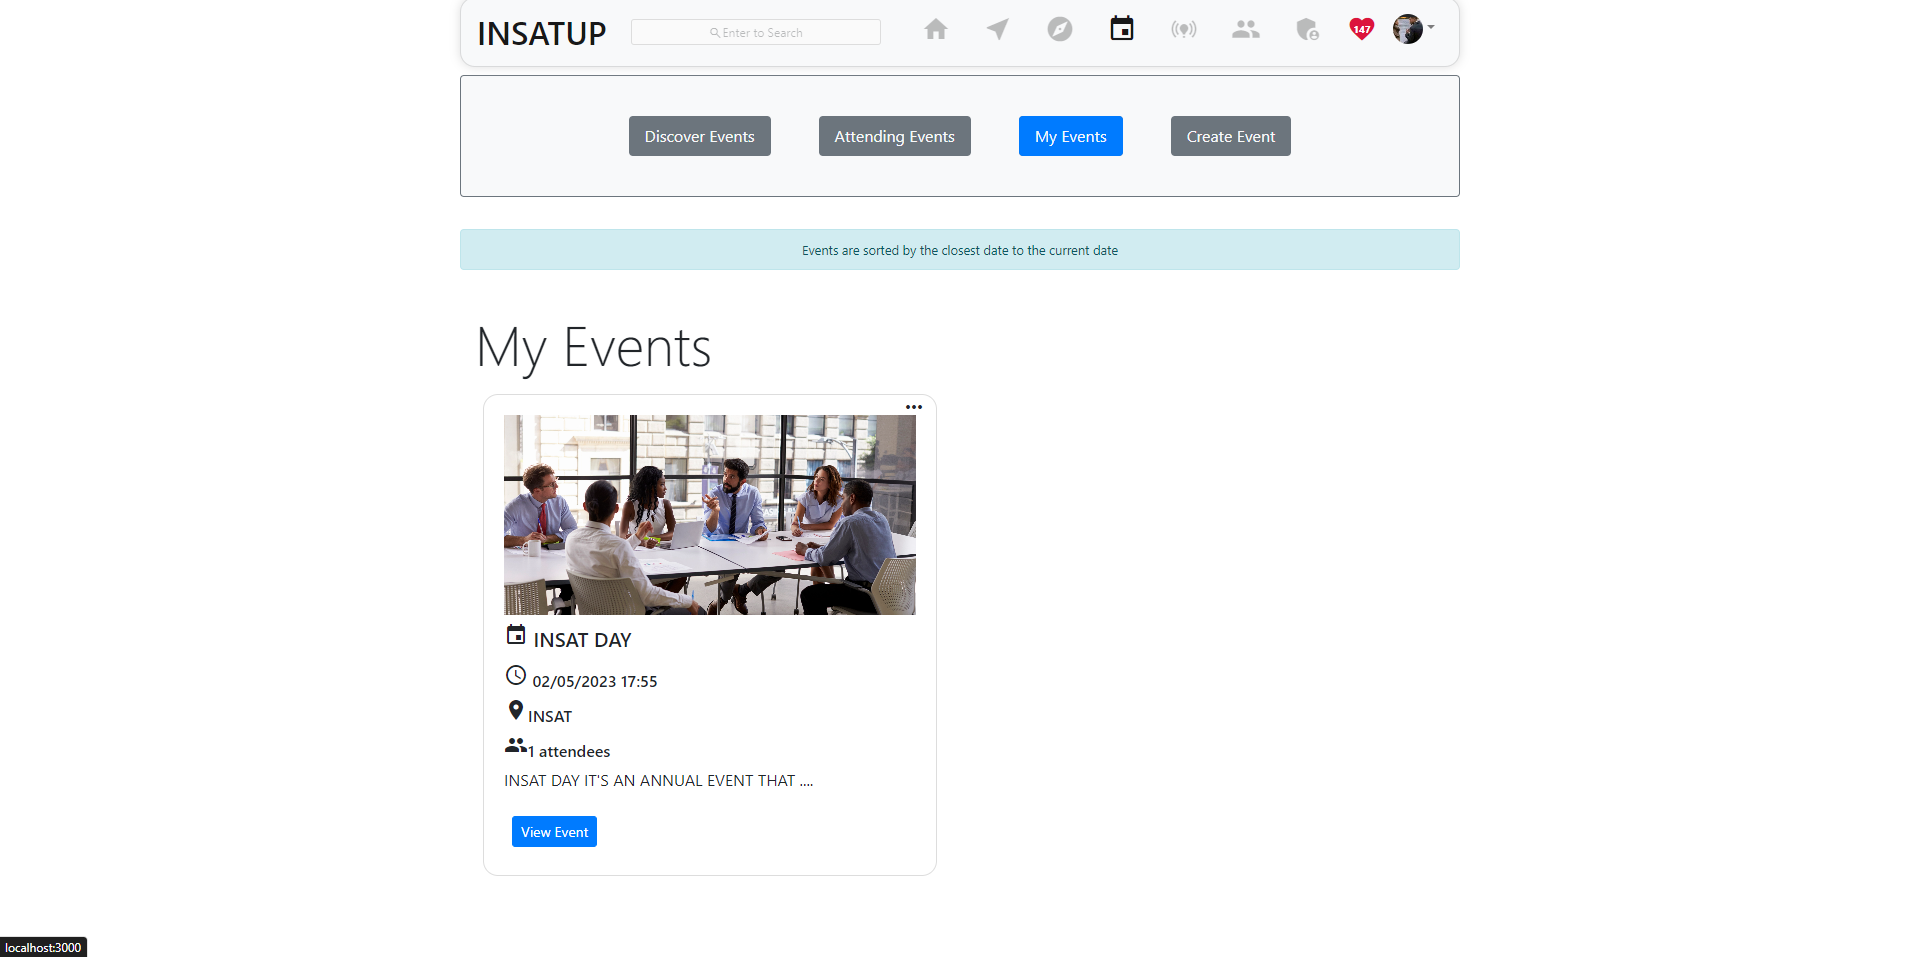 INSATUP
Enter to Search
147
Discover Events
Attending Events
My Events
Create Event
Events are sorted by the closest date to the current date
My Events
INSAT DAY
02/05/2023 17:55
INSAT
1 attendees
INSAT DAY IT'S AN ANNUAL EVENT THAT ....
View Event
localhost:3000